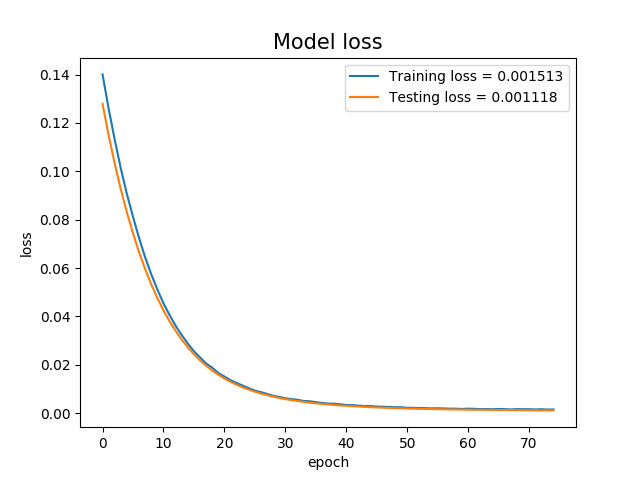 Model loss
Training loss = 0.001513
Testing loss = 0.001118
loss
0.14
0.12
0.10
0.08
0.06
0.04
0.02
0.00
0 10 20 30 40 50 60 70
epoch